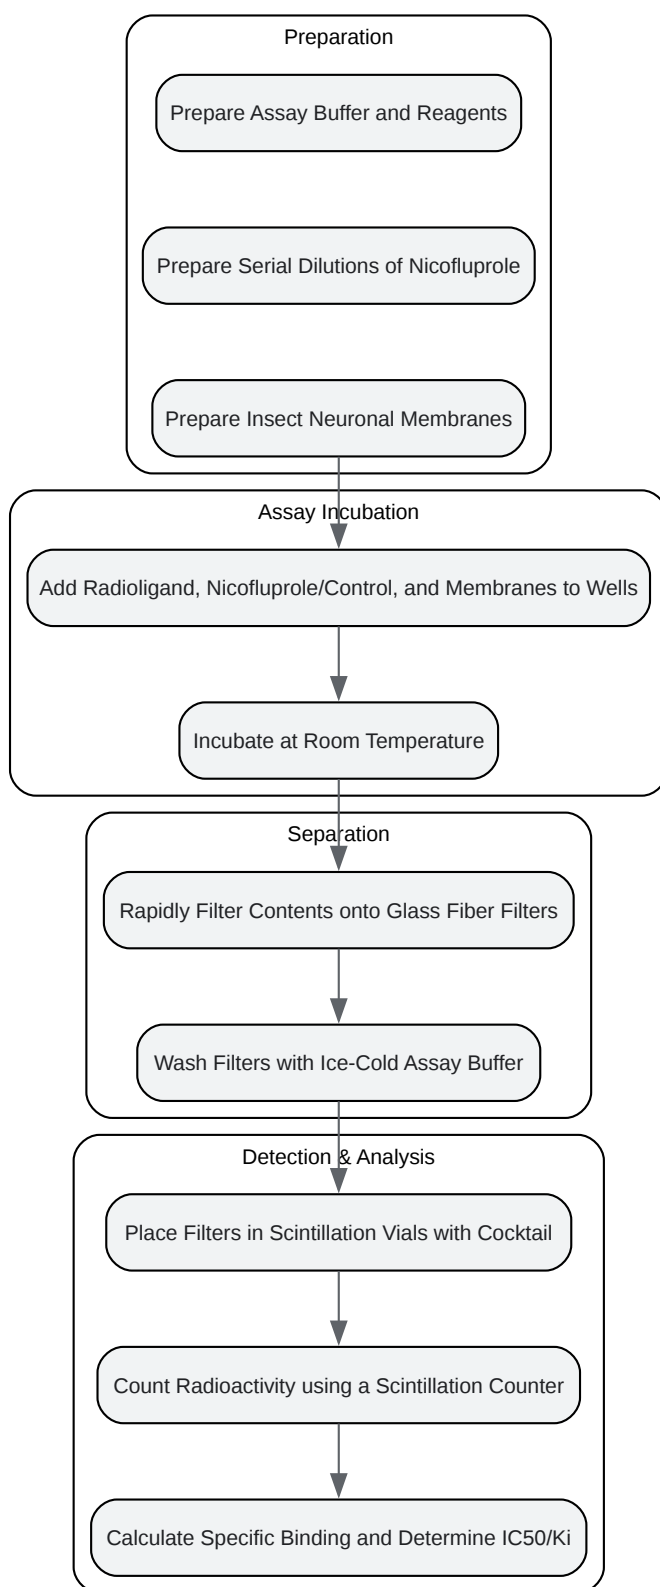 Preparation
Prepare Assay Buffer and Reagents
Prepare Serial Dilutions of Nicofluprole
Prepare Insect Neuronal Membranes
Assay Incubation
Add Radioligand, Nicofluprole/Control, and Membranes to Wells
Incubate at Room Temperature
Separation
Rapidly Filter Contents onto Glass Fiber Filters
Wash Filters with Ice-Cold Assay Buffer
Detection & Analysis
Place Filters in Scintillation Vials with Cocktail
Count Radioactivity using a Scintillation Counter
Calculate Specific Binding and Determine IC50/Ki